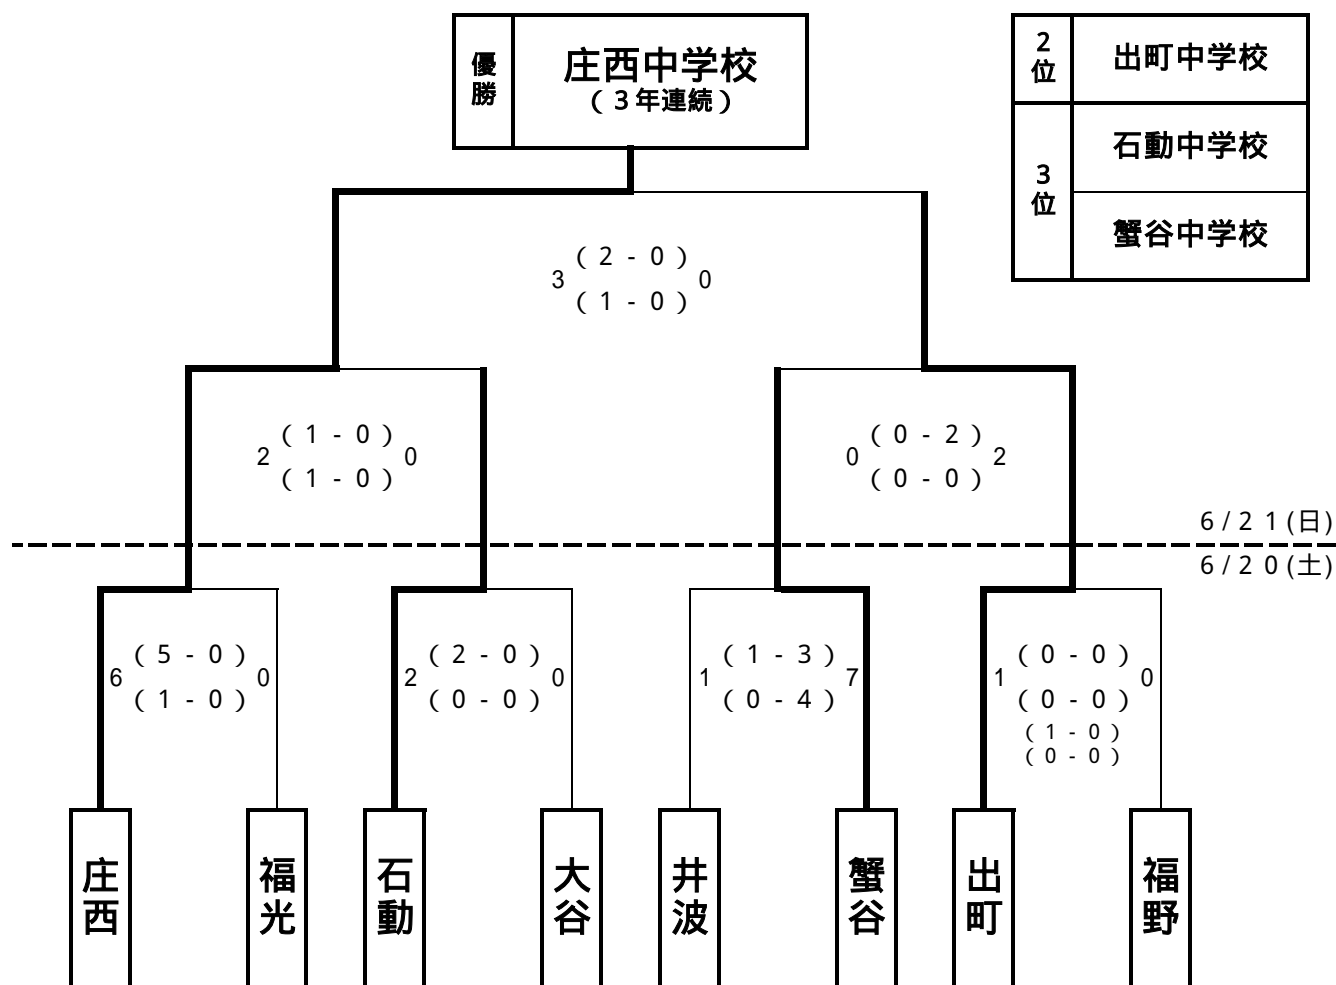 優勝
庄西中学校
（３年連続）
２位
出町中学校
３位
石動中学校
蟹谷中学校
3 （ 2 - 0 ） 0
（ 1 - 0 ）
2 （ 1 - 0 ） 0
（ 1 - 0 ）
0 （ 0 - 2 ） 2
（ 0 - 0 ）
6/２１(日)
6/２０(土)
6 （ 5 - 0 ） 0
（ 1 - 0 ）
2 （ 2 - 0 ） 0
（ 0 - 0 ）
1 （ 1 - 3 ） 7
（ 0 - 4 ）
1 （ 0 - 0 ） 0
（ 0 - 0 ）
（ 1 - 0 ）
（ 0 - 0 ）
庄西
福光
石動
大谷
井波
蟹谷
出町
福野